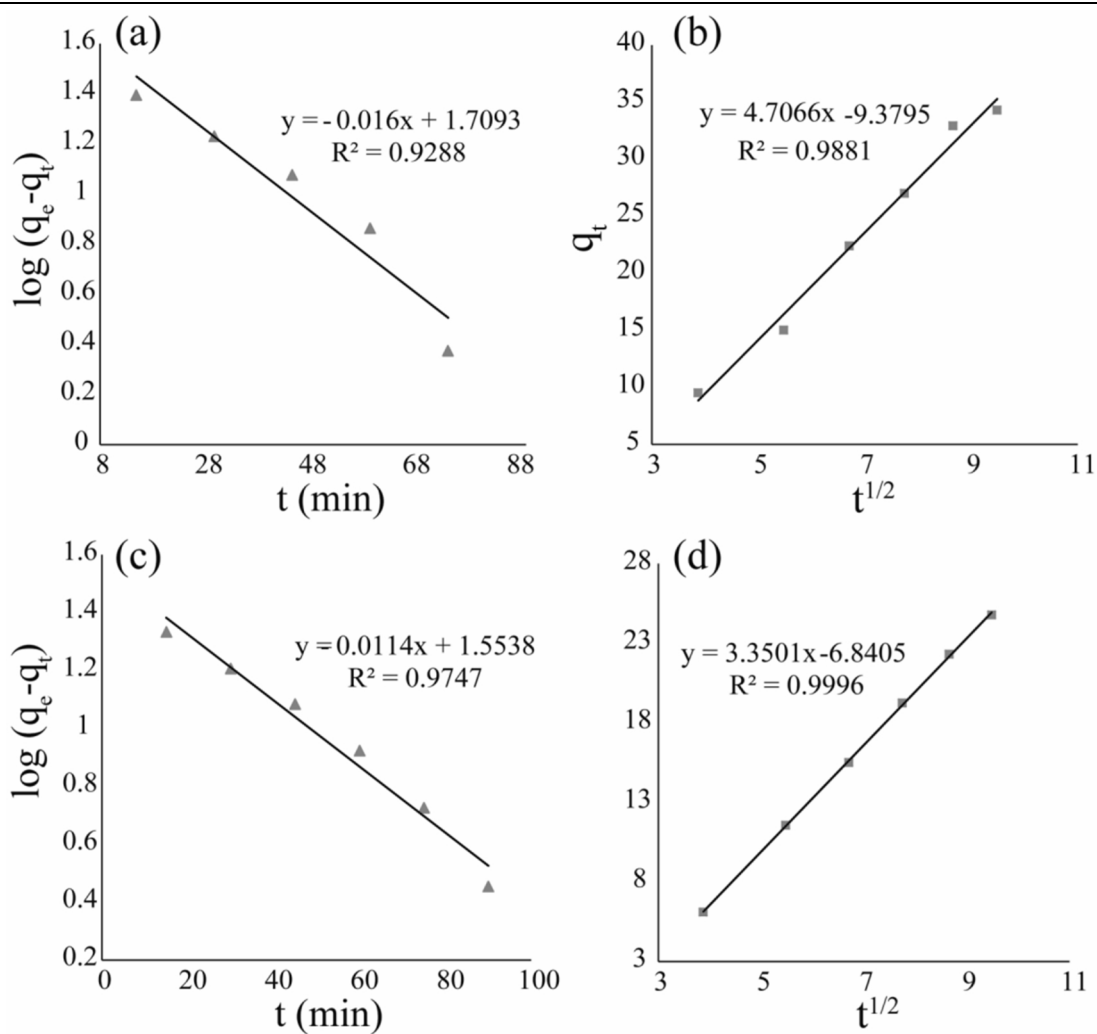 (a)
1.6
1.4
1.2
1
0.8
0.6
0.4
0.2
0
log (qe-qt)
y = - 0.016x + 1.7093
R² = 0.9288
8 28 48 68 88
t (min)
(b)
40
35
30
25
20
15
10
5
qt
y = 4.7066x -9.3795
R² = 0.9881
3 5 7 9 11
t1/2
(c)
1.6
1.4
1.2
1
0.8
0.6
0.4
0.2
log (qe-qt)
y = 0.0114x + 1.5538
R² = 0.9747
0 20 40 60 80 100
t (min)
(d)
28
23
18
13
8
3
y = 3.3501x-6.8405
R² = 0.9996
3 5 7 9 11
t1/2